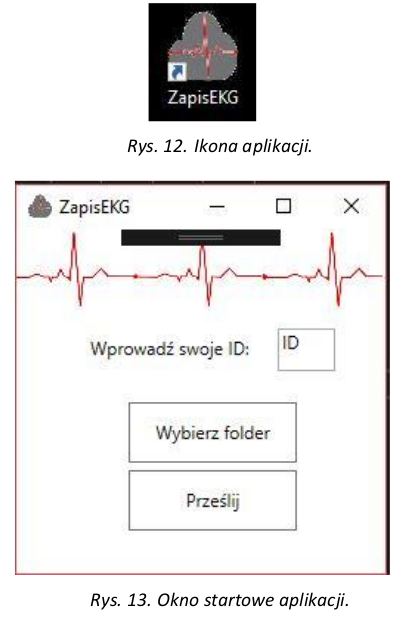 ZapisEKG
Rys. 12. Ikona aplikacji.
ZapisEKG
Wprowadź swoje ID:
ID
Wybierz folder
Prześlij
Rys. 13. Okno startowe aplikacji.